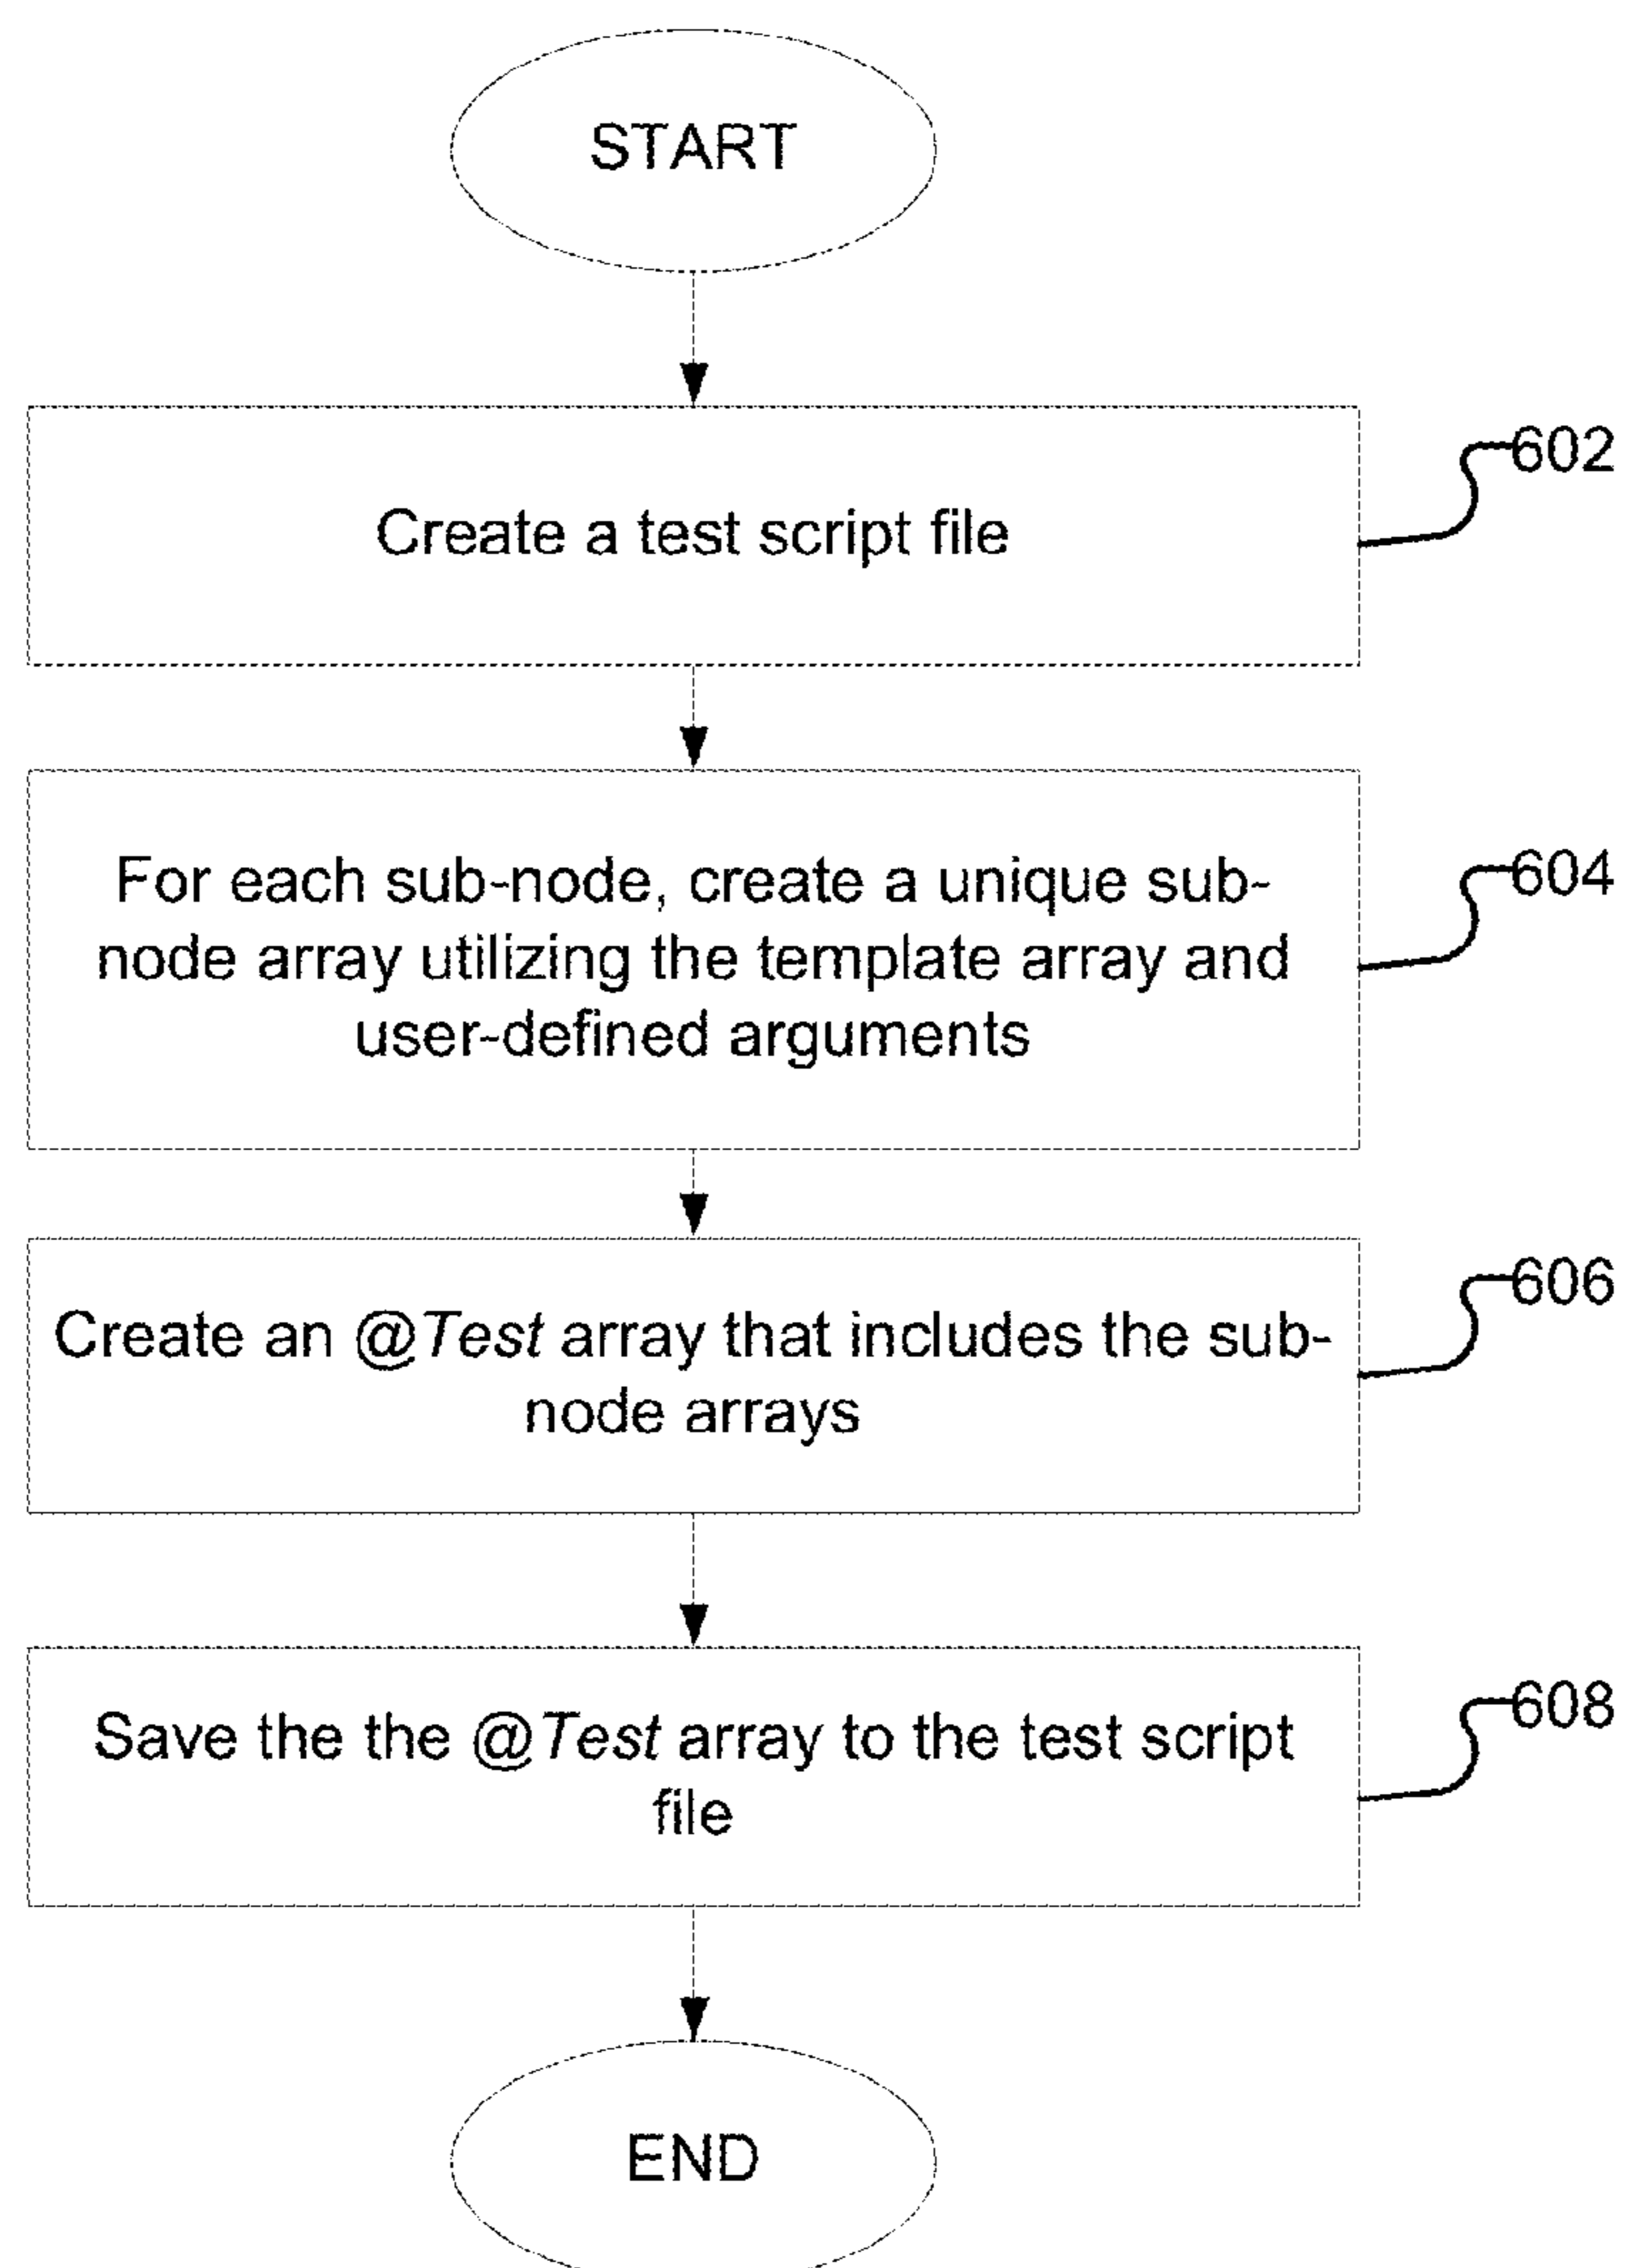 START
602
Create a test script file
604
For each sub-node, create a unique sub-
node array utilizing the template array and
user-defined arguments
606
Create an @Test array that includes the sub-
node arrays
608
Save the the @Test array to the test script
file
END